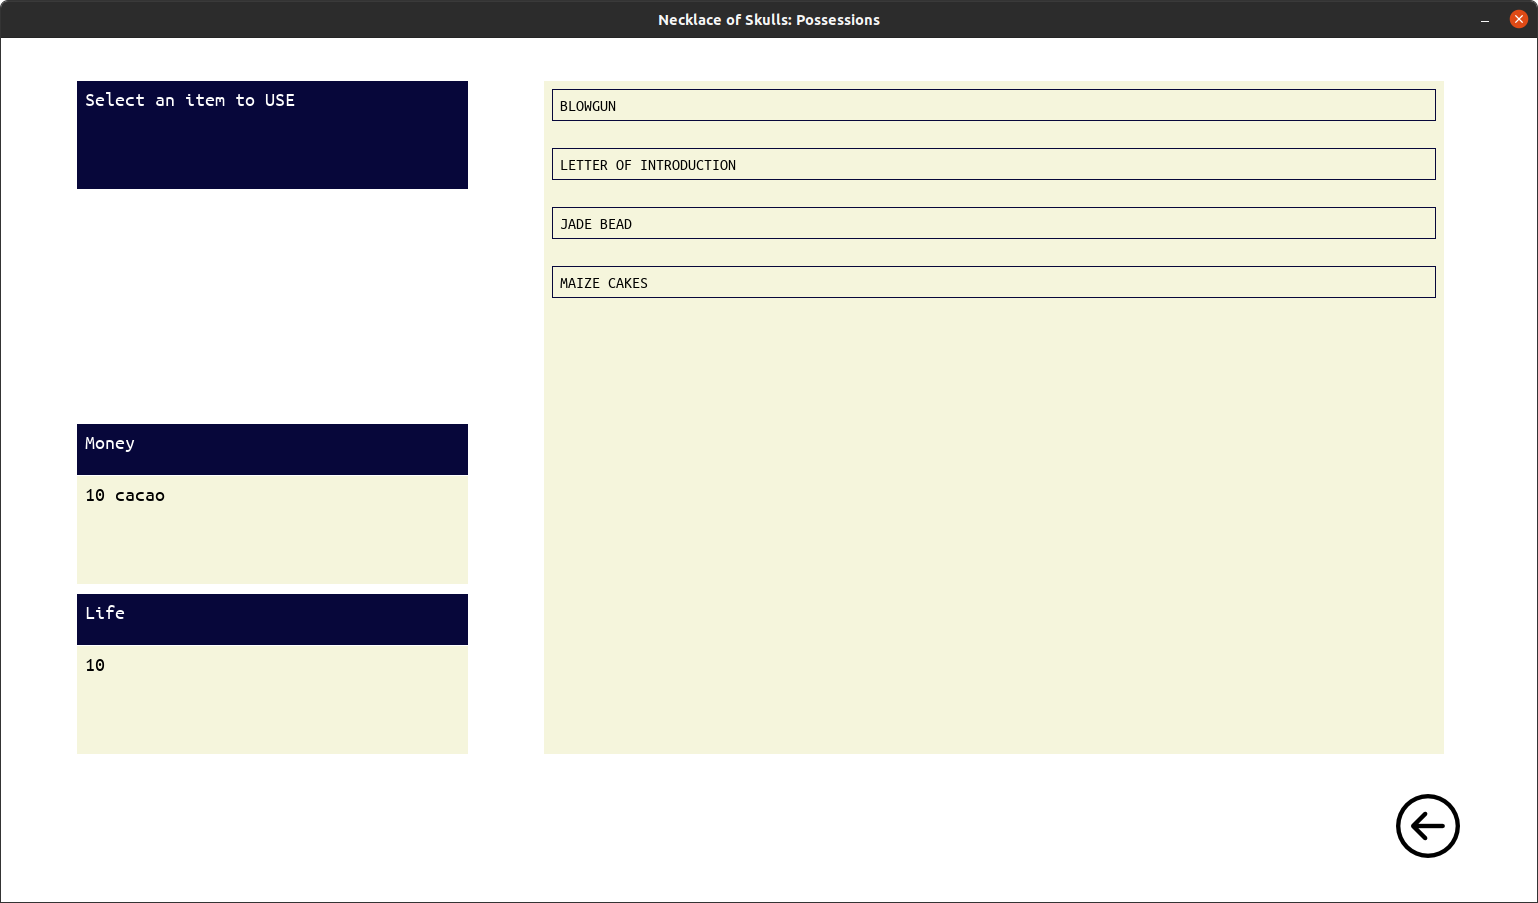 Necklace of Skulls: Possessions
Select an item to USE
BLOWGUN
LETTER OF INTRODUCTION
JADE BEAD
MAIZE CAKES
Money
10 cacao
Life
10